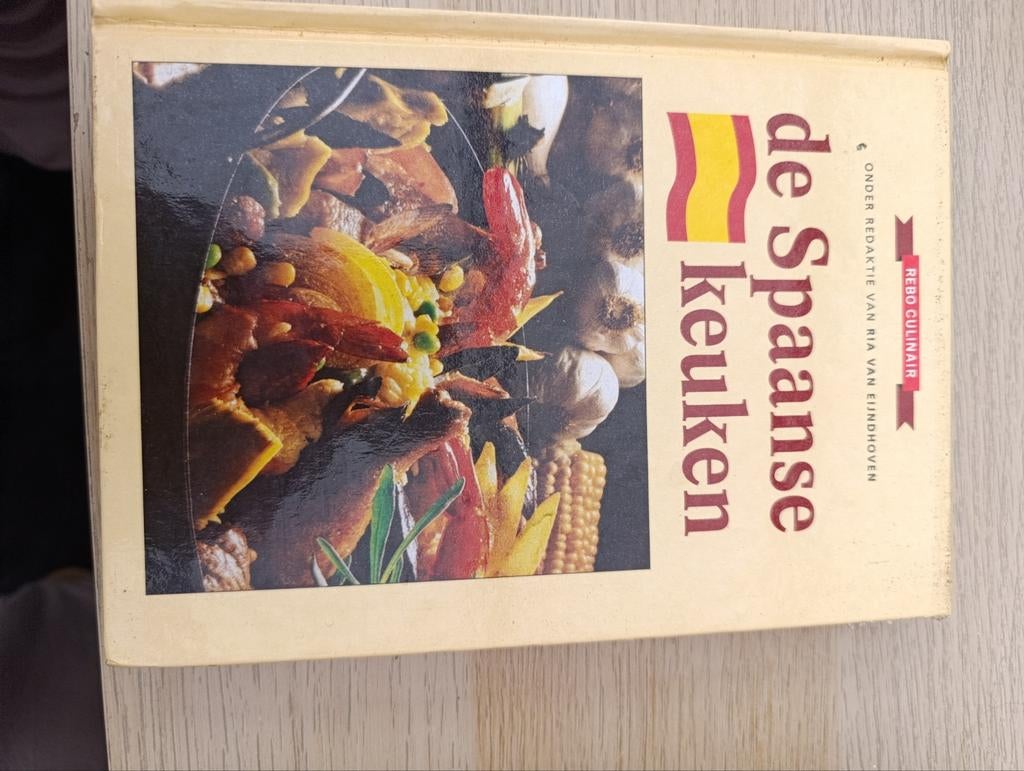 REBO CULINAIR
ONDER REDAKTIE VAN RIA VAN EIJNDHOVEN
de Spaanse
keuken